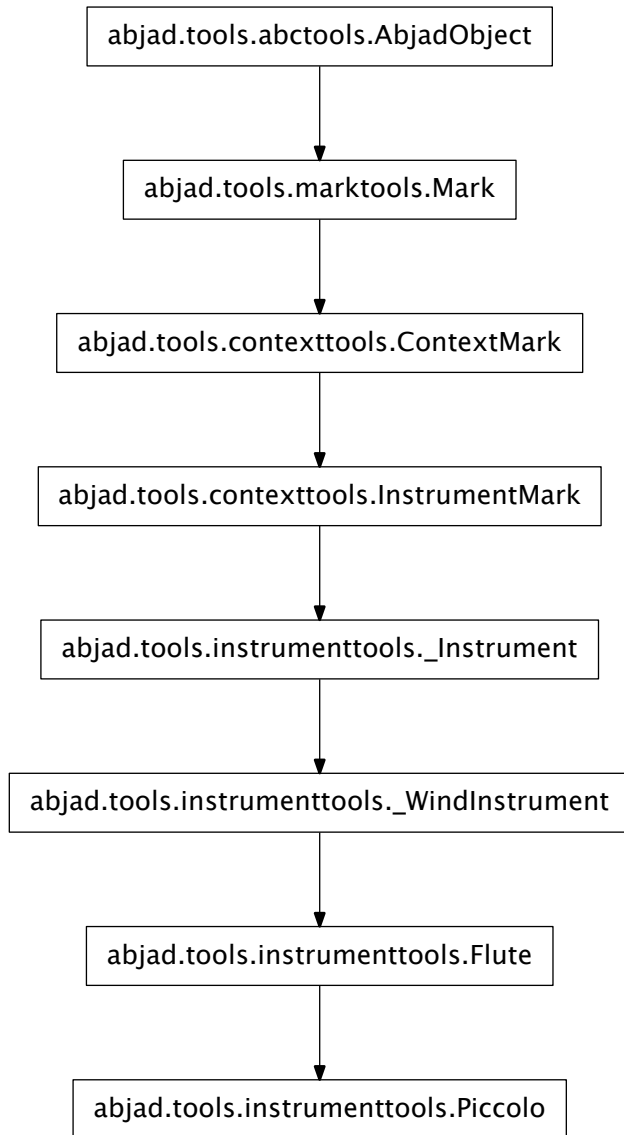 abjad.tools.abctools.AbjadObject
abjad.tools.marktools.Mark
abjad.tools.contexttools.ContextMark
abjad.tools.contexttools.InstrumentMark
abjad.tools.instrumenttools._Instrument
abjad.tools.instrumenttools._WindInstrument
abjad.tools.instrumenttools.Flute
abjad.tools.instrumenttools.Piccolo